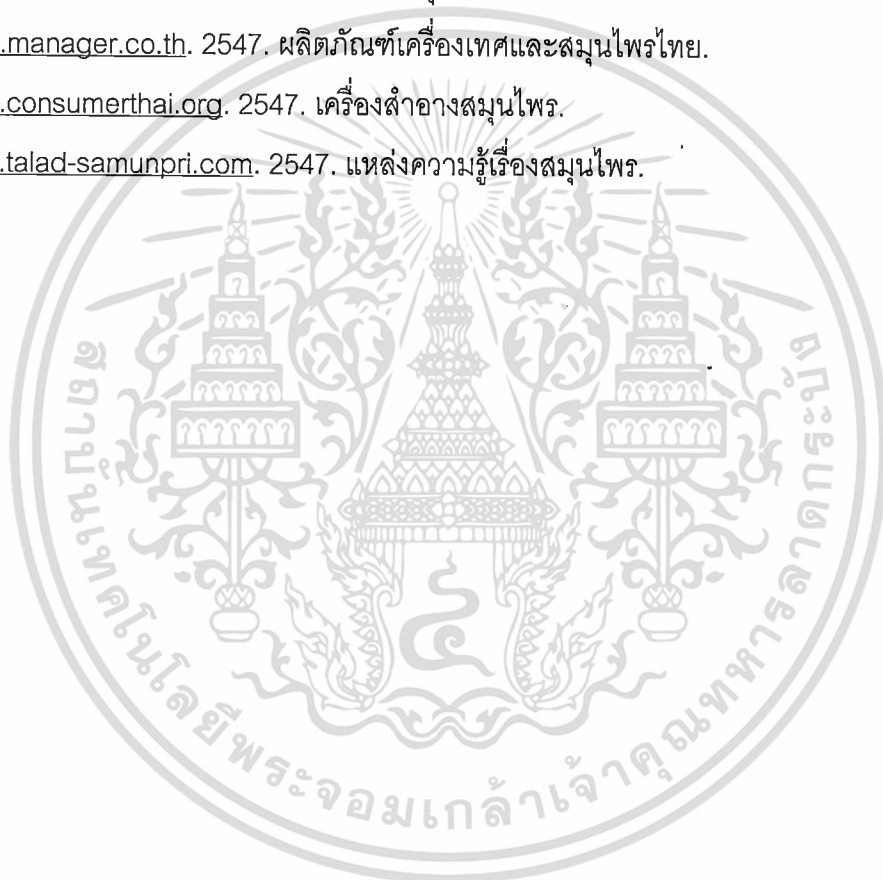 .manager.co.th. 2547. ผลิตภัณฑ์เครื่องเทศและสมุนไพรไทย.
.consumerthai.org. 2547. เครื่องสำอางสมุนไพร.
.talad-samunpri.com. 2547. แหล่งความรู้เรื่องสมุนไพร.
สถาบันเทคโนโลยีพระจอมเกล้าเจ้าคุณทหารลาดกระบัง